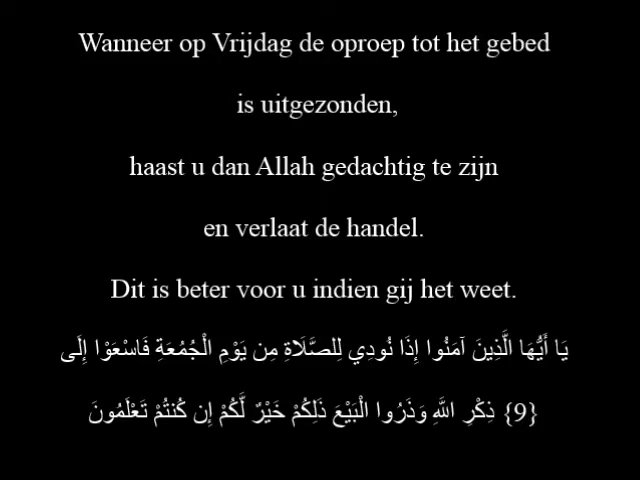 Wanneer op Vrijdag de oproep tot het gebed
is uitgezonden,
haast u dan Allah gedachtig te zijn
en verlaat de handel.
Dit is beter voor u indien gij het weet.
يَا أَيُّهَا الَّذِينَ آمَنُوا إِذَا نُودِي لِلصَّلَاةِ مِن يَوْمِ الْجُمُعَةِ فَاسْعَوْا إِلَى
ذِكْرِ اللَّهِ وَذَرُوا الْبَيْعَ ذَلِكُمْ خَيْرٌ لَّكُمْ إِن كُنتُمْ تَعْلَمُونَ {9}